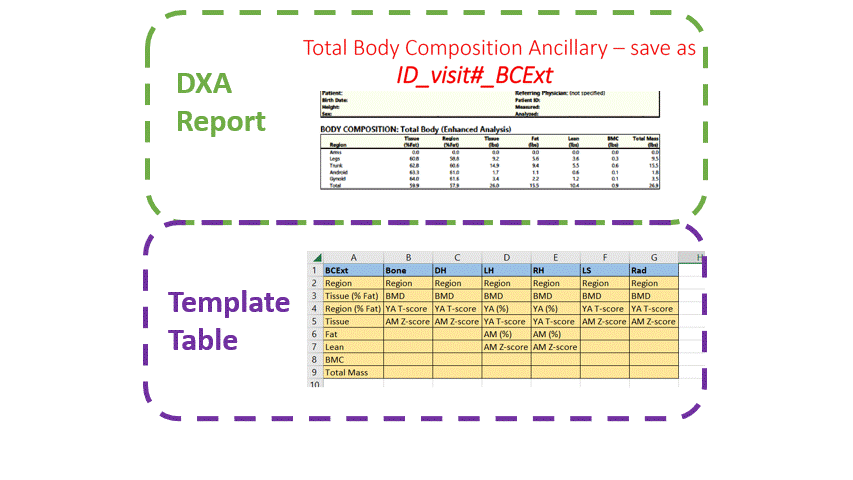 Total Body Composition Ancillary – save as
ID_visit#_BCExt
DXA
Report
Patient: Referring Physician: (not specified)
Birth Date: Patient ID:
Height: Measured:
Sex: Analyzed:
BODY COMPOSITION: Total Body (Enhanced Analysis)
Tissue Region Tissue Fat Lean BMC Total Mass
Region (%Fat) (%Fat) (lbs) (lbs) (lbs) (lbs) (lbs)
Arms 0.0 0.0 0.0 0.0 0.0 0.0 0.0
Legs 60.8 58.8 9.2 5.6 3.6 0.3 9.5
Trunk 62.8 60.6 14.9 9.4 5.5 0.6 15.5
Android 63.3 61.0 1.7 1.1 0.6 0.1 1.8
Gynoid 64.0 61.6 3.4 2.2 1.2 0.1 3.5
Total 59.9 57.9 26.0 15.5 10.4 0.9 26.9
Template
Table
A B C D E F G H
1 BCExt Bone DH LH RH LS Rad
2 Region Region Region Region Region Region Region
3 Tissue (% Fat) BMD BMD BMD BMD BMD BMD
4 Region (% Fat) YA T-score YA T-score YA (%) YA (%) YA T-score YA T-score
5 Tissue AM Z-score AM Z-score YA T-score YA T-score AM Z-score AM Z-score
6 Fat AM (%) AM (%)
7 Lean AM Z-score AM Z-score
8 BMC
9 Total Mass
10